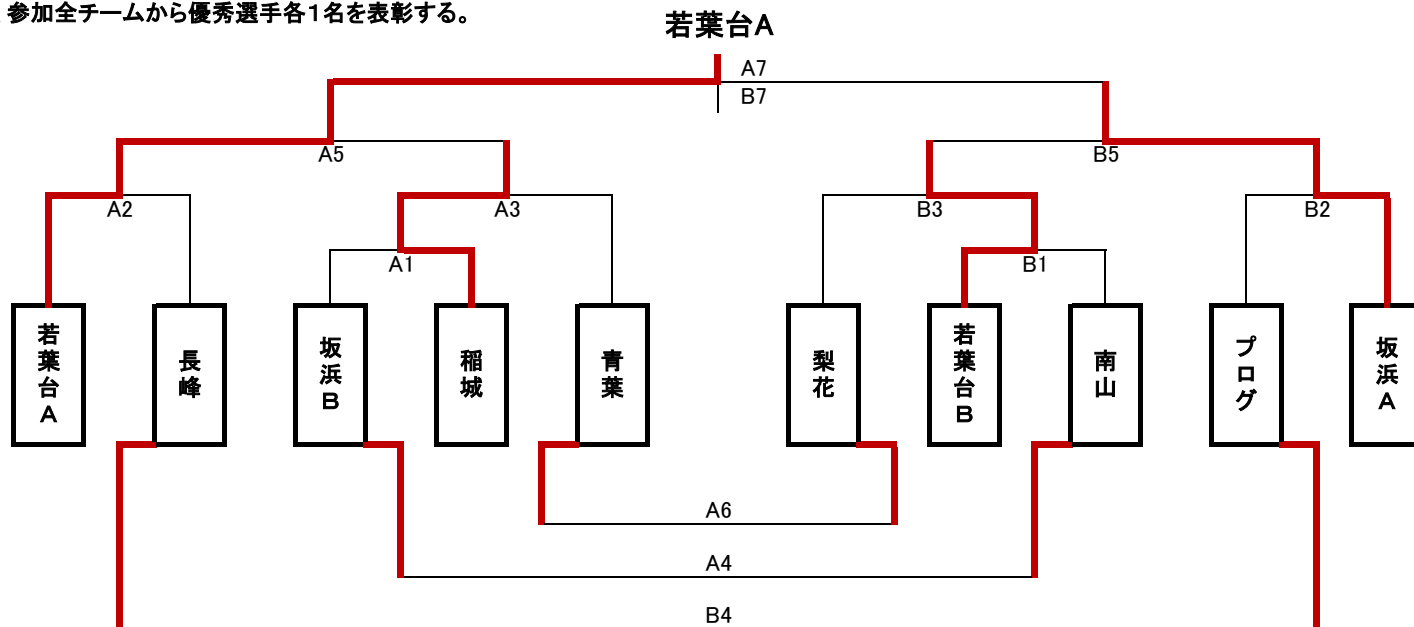 参加全チームから優秀選手各1名を表彰する。
若葉台A
A7
B7
A5
B5
A2
A3
B3
B2
A1
B1
若葉台A
長峰
坂浜B
稲城
青葉
梨花
若葉台B
南山
プログ
坂浜A
A6
A4
B4